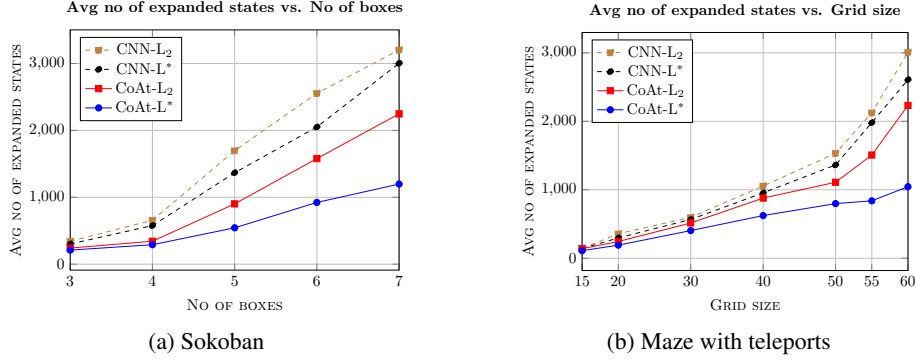 Avg no of expanded states vs. No of boxes
AVG NO OF EXPANDED STATES
3,000
2,000
1,000
0
CNN-L₂
CNN-L*
CoAt-L₂
CoAt-L*
3 4 5 6 7
NO OF BOXES
(a) Sokoban
Avg no of expanded states vs. Grid size
AVG NO OF EXPANDED STATES
3,000
2,000
1,000
0
CNN-L₂
CNN-L*
CoAt-L₂
CoAt-L*
15 20 30 40 50 55 60
GRID SIZE
(b) Maze with teleports